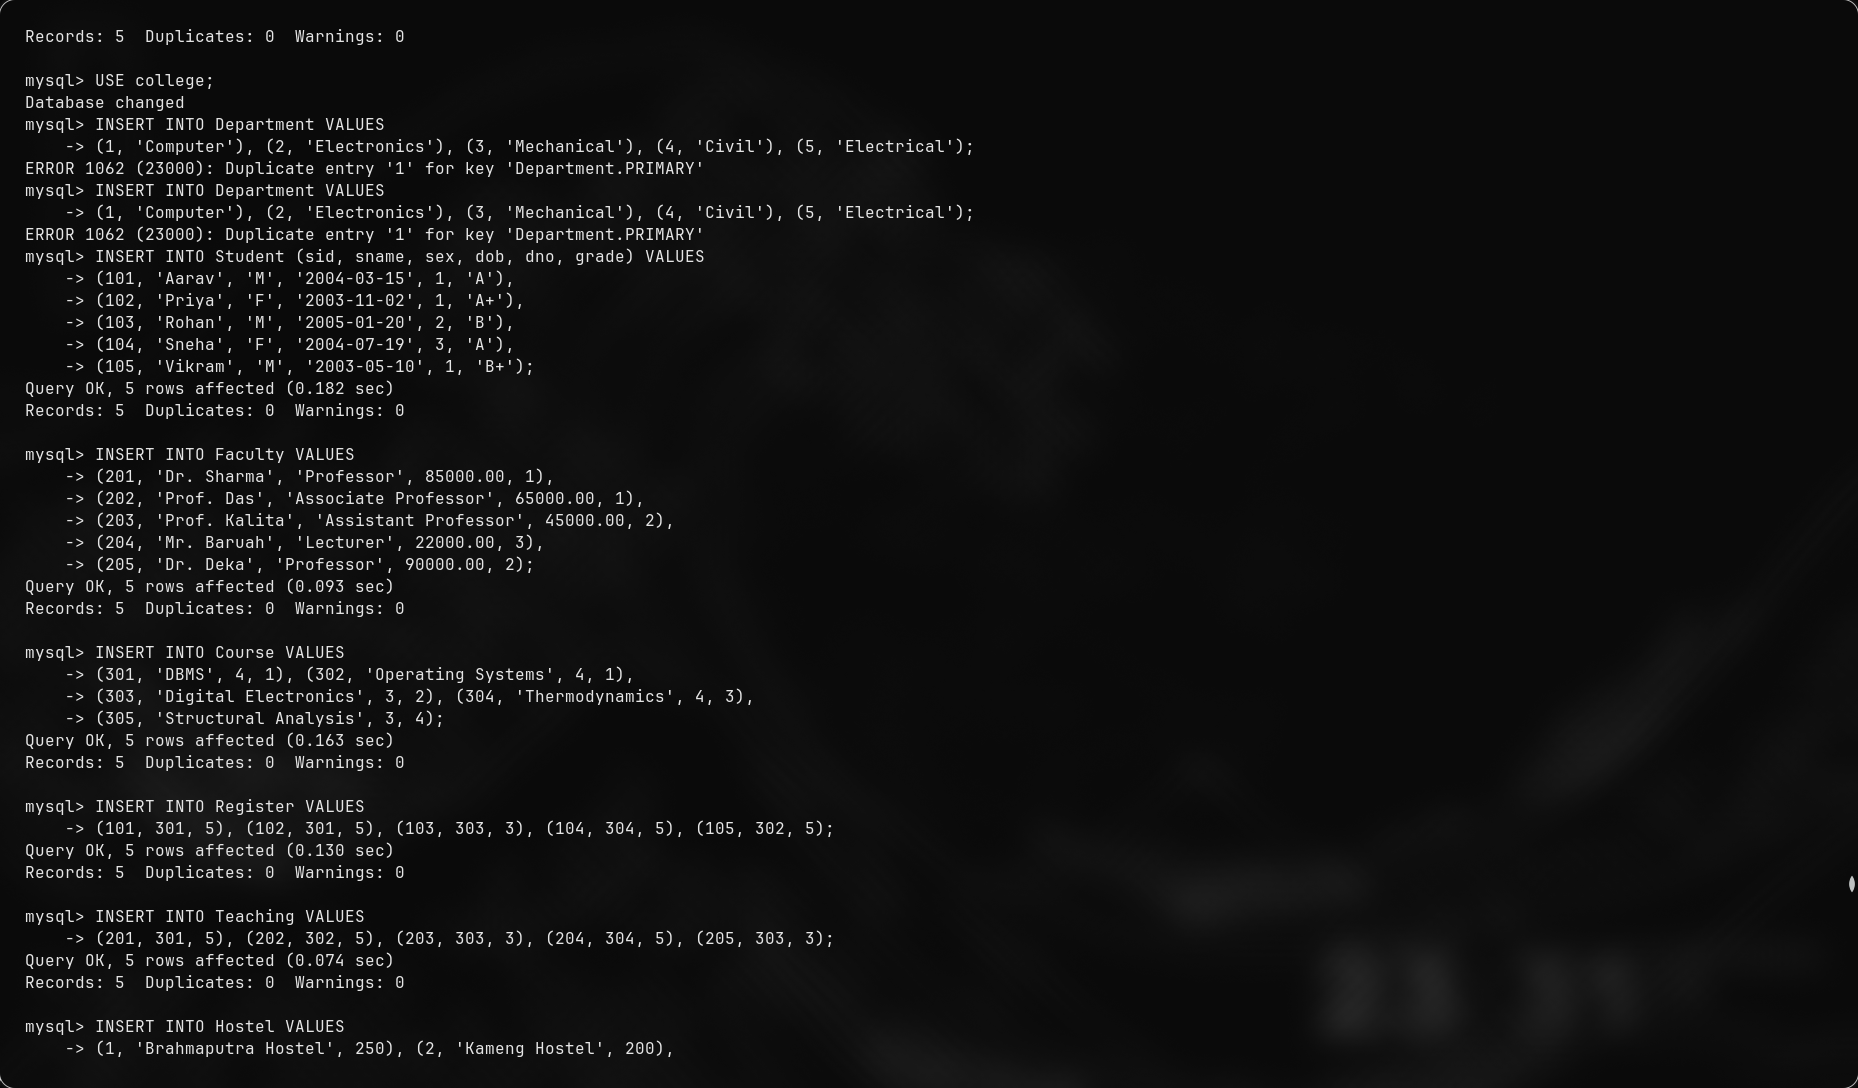 Records: 5  Duplicates: 0  Warnings: 0
mysql> USE college;
Database changed
mysql> INSERT INTO Department VALUES
    -> (1, 'Computer'), (2, 'Electronics'), (3, 'Mechanical'), (4, 'Civil'), (5, 'Electrical');
ERROR 1062 (23000): Duplicate entry '1' for key 'Department.PRIMARY'
mysql> INSERT INTO Department VALUES
    -> (1, 'Computer'), (2, 'Electronics'), (3, 'Mechanical'), (4, 'Civil'), (5, 'Electrical');
ERROR 1062 (23000): Duplicate entry '1' for key 'Department.PRIMARY'
mysql> INSERT INTO Student (sid, sname, sex, dob, dno, grade) VALUES
    -> (101, 'Aarav', 'M', '2004-03-15', 1, 'A'),
    -> (102, 'Priya', 'F', '2003-11-02', 1, 'A+'),
    -> (103, 'Rohan', 'M', '2005-01-20', 2, 'B'),
    -> (104, 'Sneha', 'F', '2004-07-19', 3, 'A'),
    -> (105, 'Vikram', 'M', '2003-05-10', 1, 'B+');
Query OK, 5 rows affected (0.182 sec)
Records: 5  Duplicates: 0  Warnings: 0
mysql> INSERT INTO Faculty VALUES
    -> (201, 'Dr. Sharma', 'Professor', 85000.00, 1),
    -> (202, 'Prof. Das', 'Associate Professor', 65000.00, 1),
    -> (203, 'Prof. Kalita', 'Assistant Professor', 45000.00, 2),
    -> (204, 'Mr. Baruah', 'Lecturer', 22000.00, 3),
    -> (205, 'Dr. Deka', 'Professor', 90000.00, 2);
Query OK, 5 rows affected (0.093 sec)
Records: 5  Duplicates: 0  Warnings: 0
mysql> INSERT INTO Course VALUES
    -> (301, 'DBMS', 4, 1), (302, 'Operating Systems', 4, 1),
    -> (303, 'Digital Electronics', 3, 2), (304, 'Thermodynamics', 4, 3),
    -> (305, 'Structural Analysis', 3, 4);
Query OK, 5 rows affected (0.163 sec)
Records: 5  Duplicates: 0  Warnings: 0
mysql> INSERT INTO Register VALUES
    -> (101, 301, 5), (102, 301, 5), (103, 303, 3), (104, 304, 5), (105, 302, 5);
Query OK, 5 rows affected (0.130 sec)
Records: 5  Duplicates: 0  Warnings: 0
mysql> INSERT INTO Teaching VALUES
    -> (201, 301, 5), (202, 302, 5), (203, 303, 3), (204, 304, 5), (205, 303, 3);
Query OK, 5 rows affected (0.074 sec)
Records: 5  Duplicates: 0  Warnings: 0
mysql> INSERT INTO Hostel VALUES
    -> (1, 'Brahmaputra Hostel', 250), (2, 'Kameng Hostel', 200),